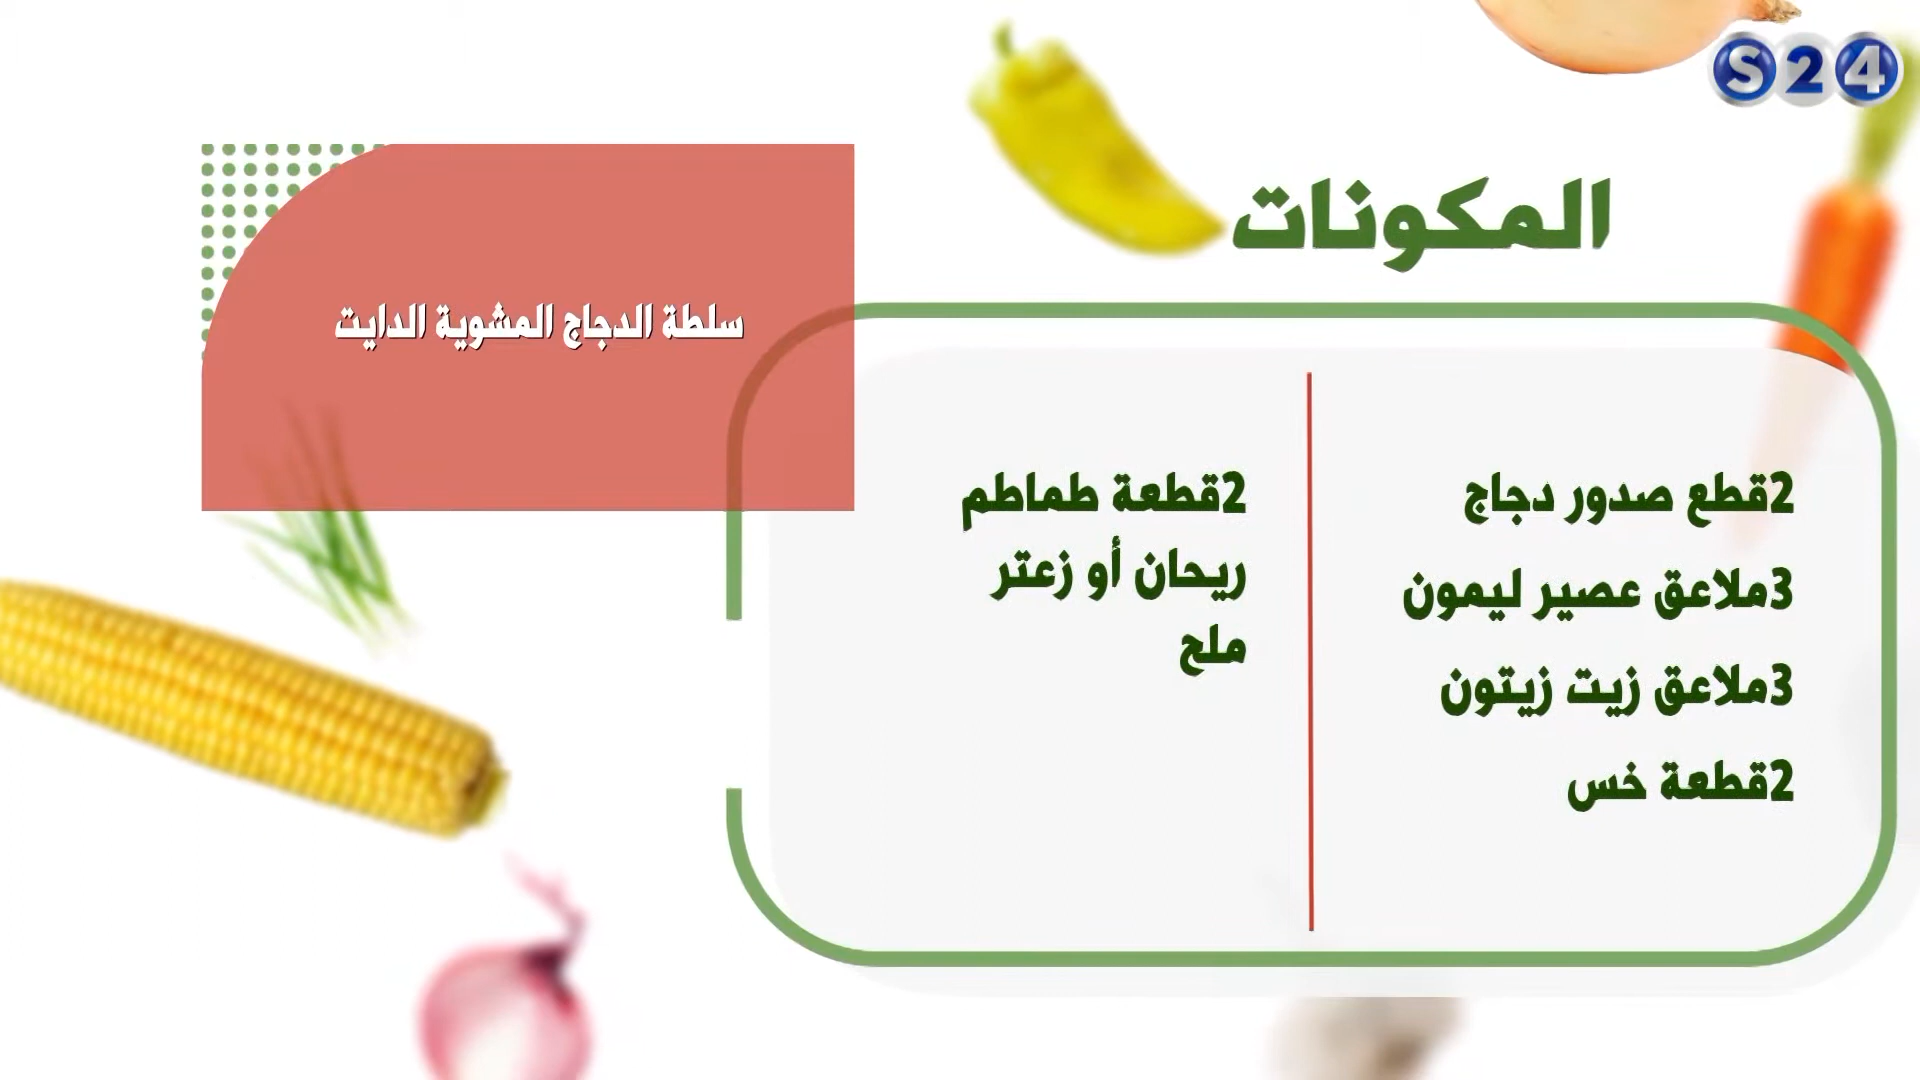 S24
المكونات
سلطة الدجاج المشوية الدايت
2قطع صدور دجاج
3ملاعق عصير ليمون
3ملاعق زيت زيتون
2قطعة خس
2قطعة طماطم
ريحان أو زعتر
ملح